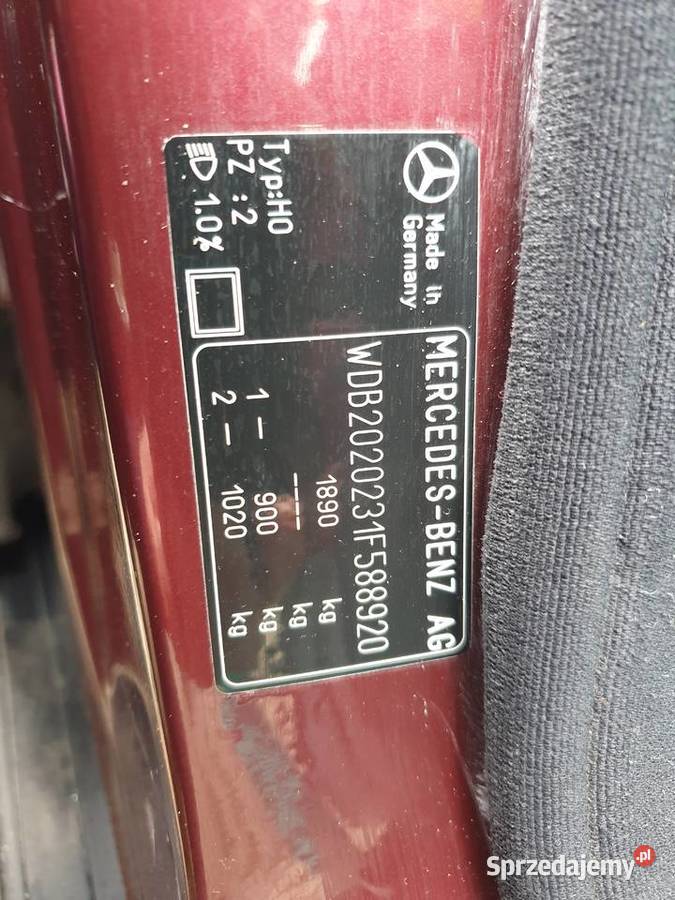 Made in
Germany
Typ:H0
PZ :2
1.0%
MERCEDES-BENZ AG
WDB2020231F588920
1890 kg
---- kg
1— 900 kg
2— 1020 kg
Sprzedajemy.pl